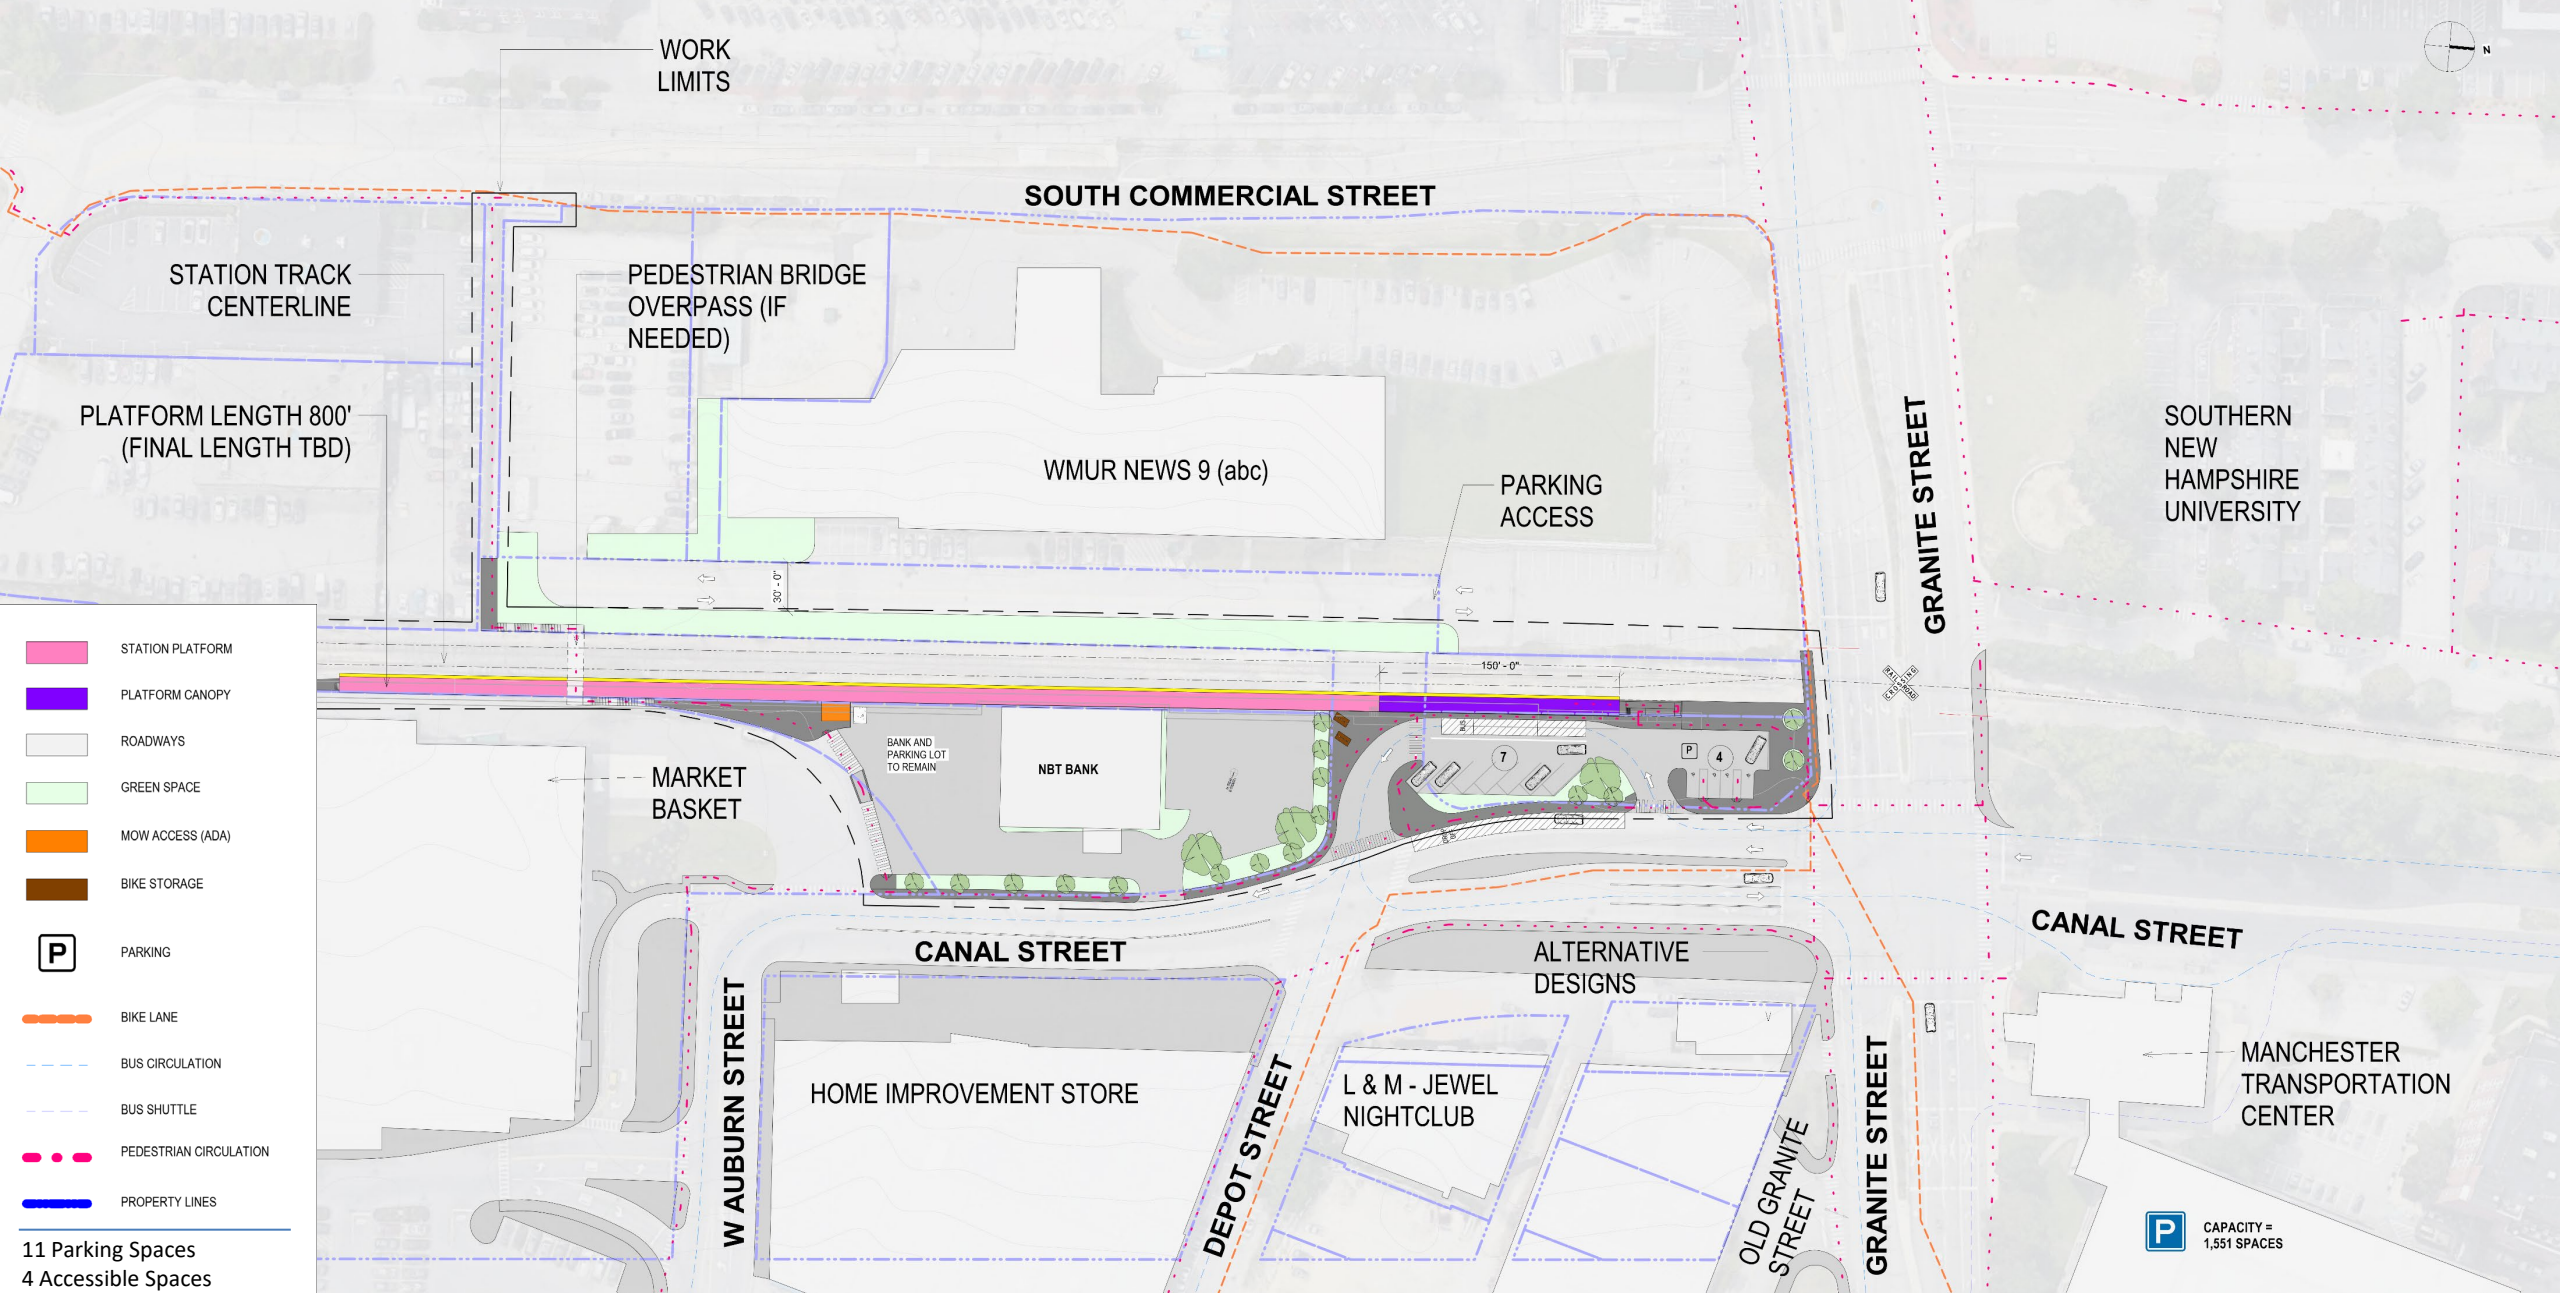 WORK
LIMITS
N
SOUTH COMMERCIAL STREET
STATION TRACK
CENTERLINE
PEDESTRIAN BRIDGE
OVERPASS (IF
NEEDED)
PLATFORM LENGTH 800'
(FINAL LENGTH TBD)
WMUR NEWS 9 (abc)
PARKING
ACCESS
GRANITE STREET
SOUTHERN
NEW
HAMPSHIRE
UNIVERSITY
30' - 0"
150' - 0"
RAILROAD
CROSSING
BUS
7
P
4
MARKET
BASKET
BANK AND
PARKING LOT
TO REMAIN
NBT BANK
CANAL STREET
CANAL STREET
ALTERNATIVE
DESIGNS
W AUBURN STREET
HOME IMPROVEMENT STORE
DEPOT STREET
L & M - JEWEL
NIGHTCLUB
OLD GRANITE
STREET
GRANITE STREET
MANCHESTER
TRANSPORTATION
CENTER
P
CAPACITY =
1,551 SPACES
STATION PLATFORM
PLATFORM CANOPY
ROADWAYS
GREEN SPACE
MOW ACCESS (ADA)
BIKE STORAGE
P
PARKING
BIKE LANE
BUS CIRCULATION
BUS SHUTTLE
PEDESTRIAN CIRCULATION
PROPERTY LINES
11 Parking Spaces
4 Accessible Spaces